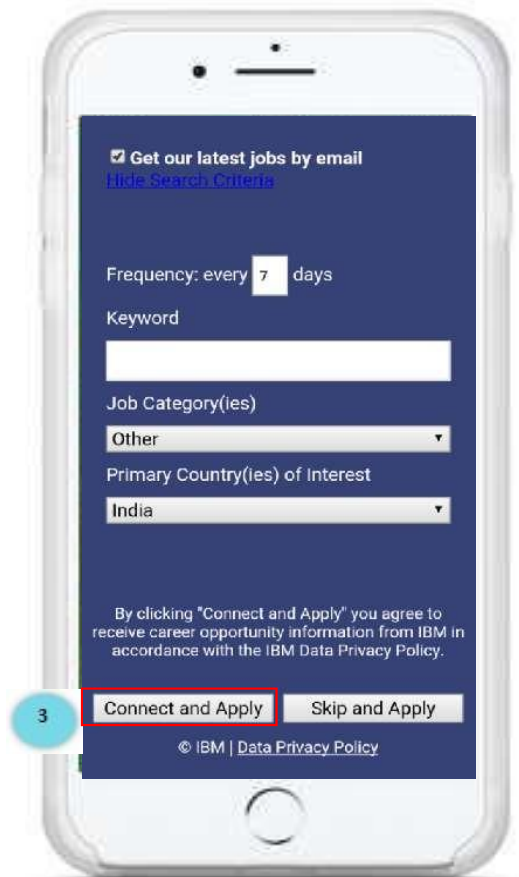 Get our latest jobs by email
Hide Search Criteria
Frequency: every 7 days
Keyword
Job Category(ies)
Other
Primary Country(ies) of Interest
India
By clicking "Connect and Apply" you agree to
receive career opportunity information from IBM in
accordance with the IBM Data Privacy Policy.
3
Connect and Apply Skip and Apply
© IBM | Data Privacy Policy